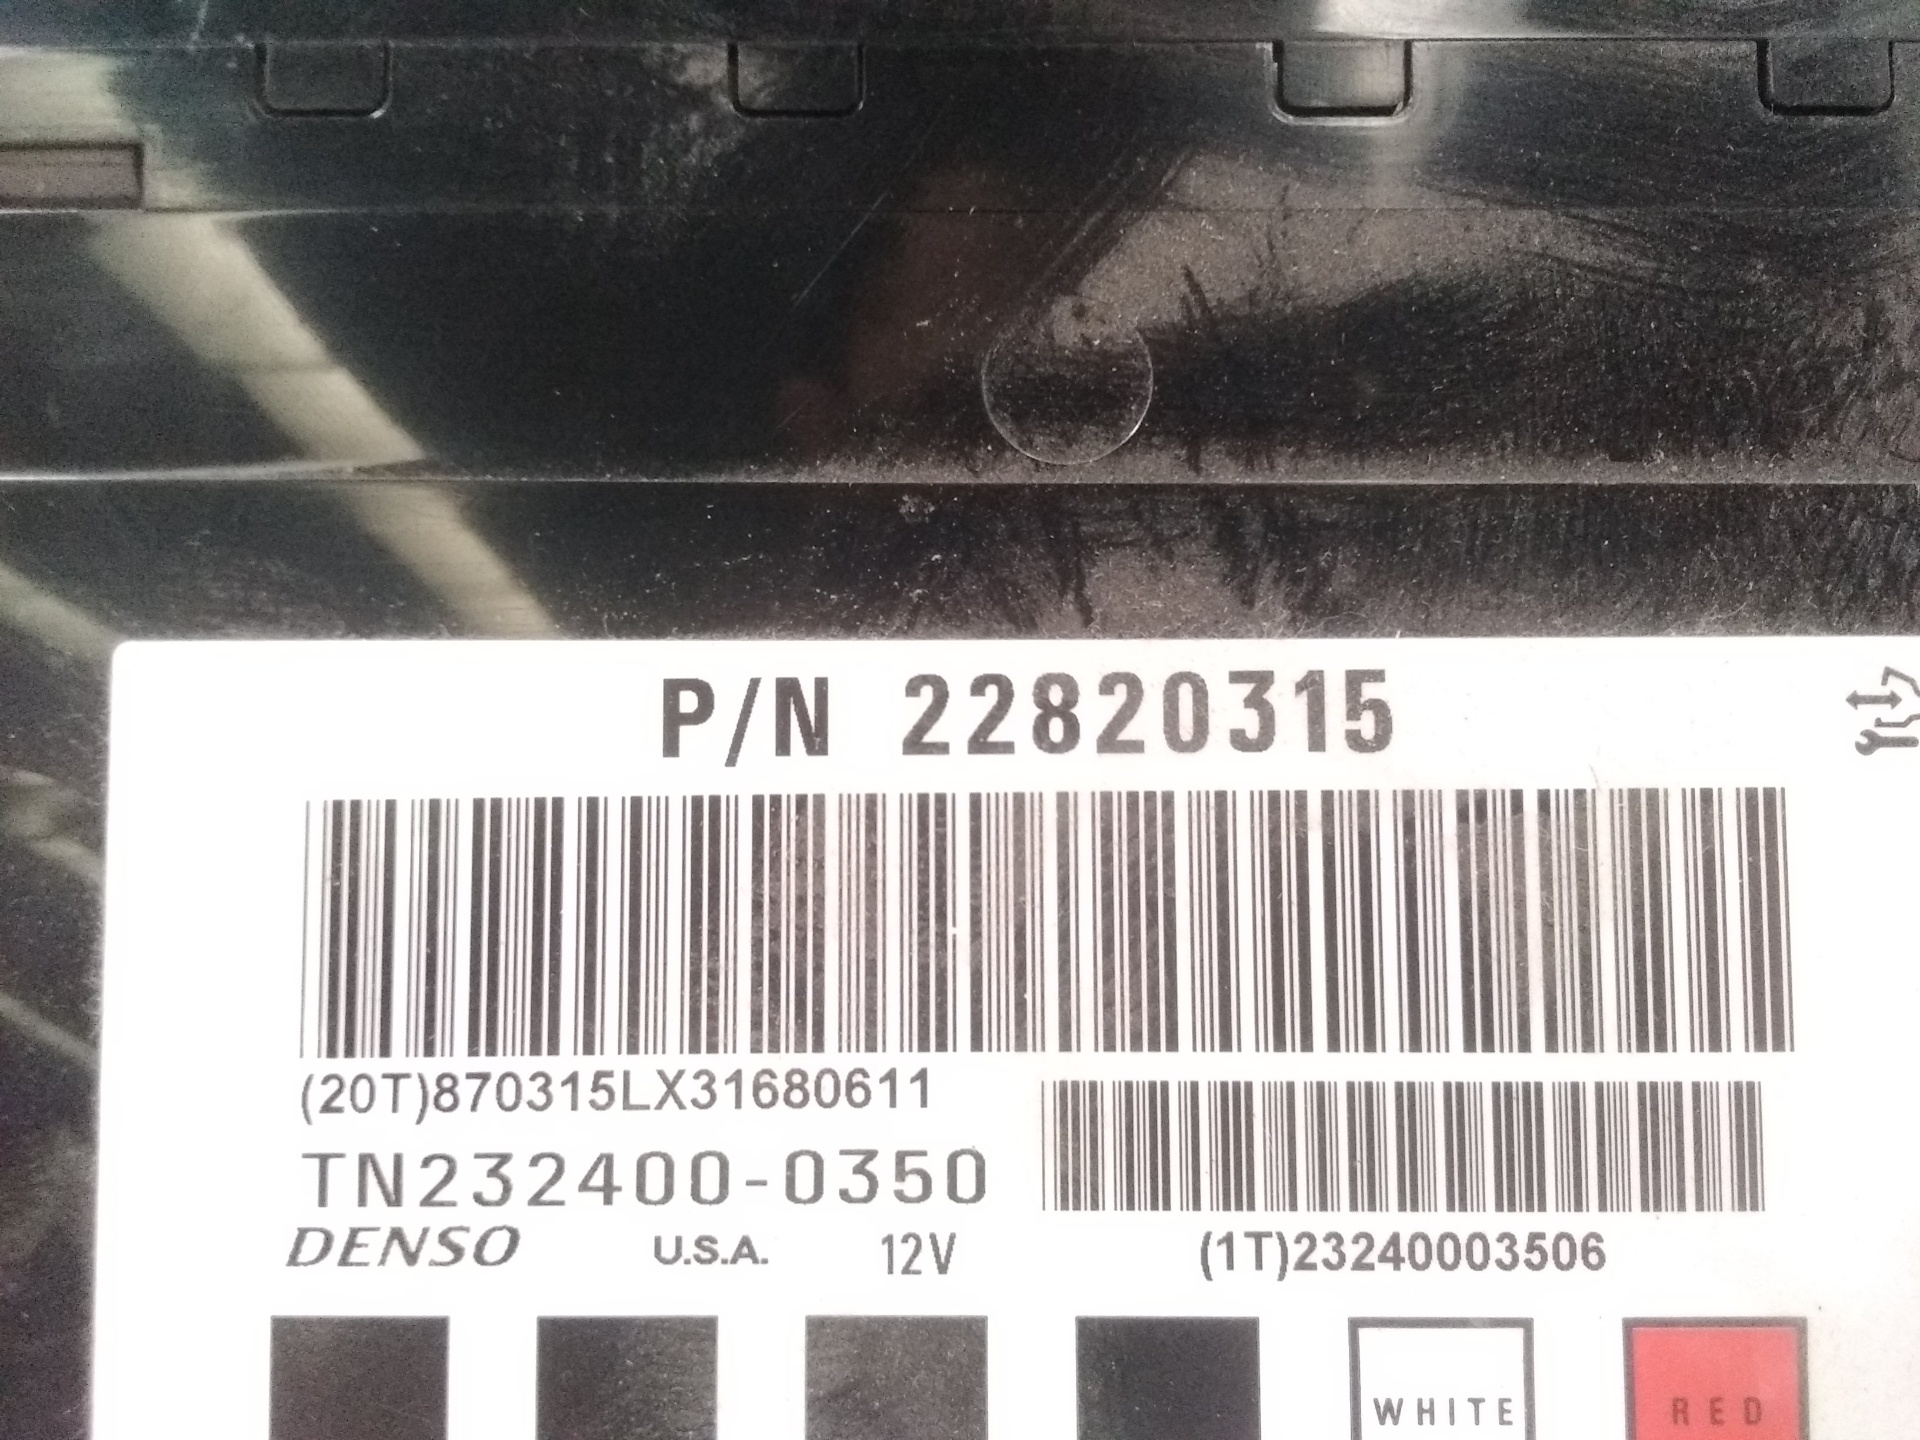 P/N 22820315
(20T)870315LX31680611
TN232400-0350
DENSO U.S.A. 12V
(1T)23240003506
WHITE
RED